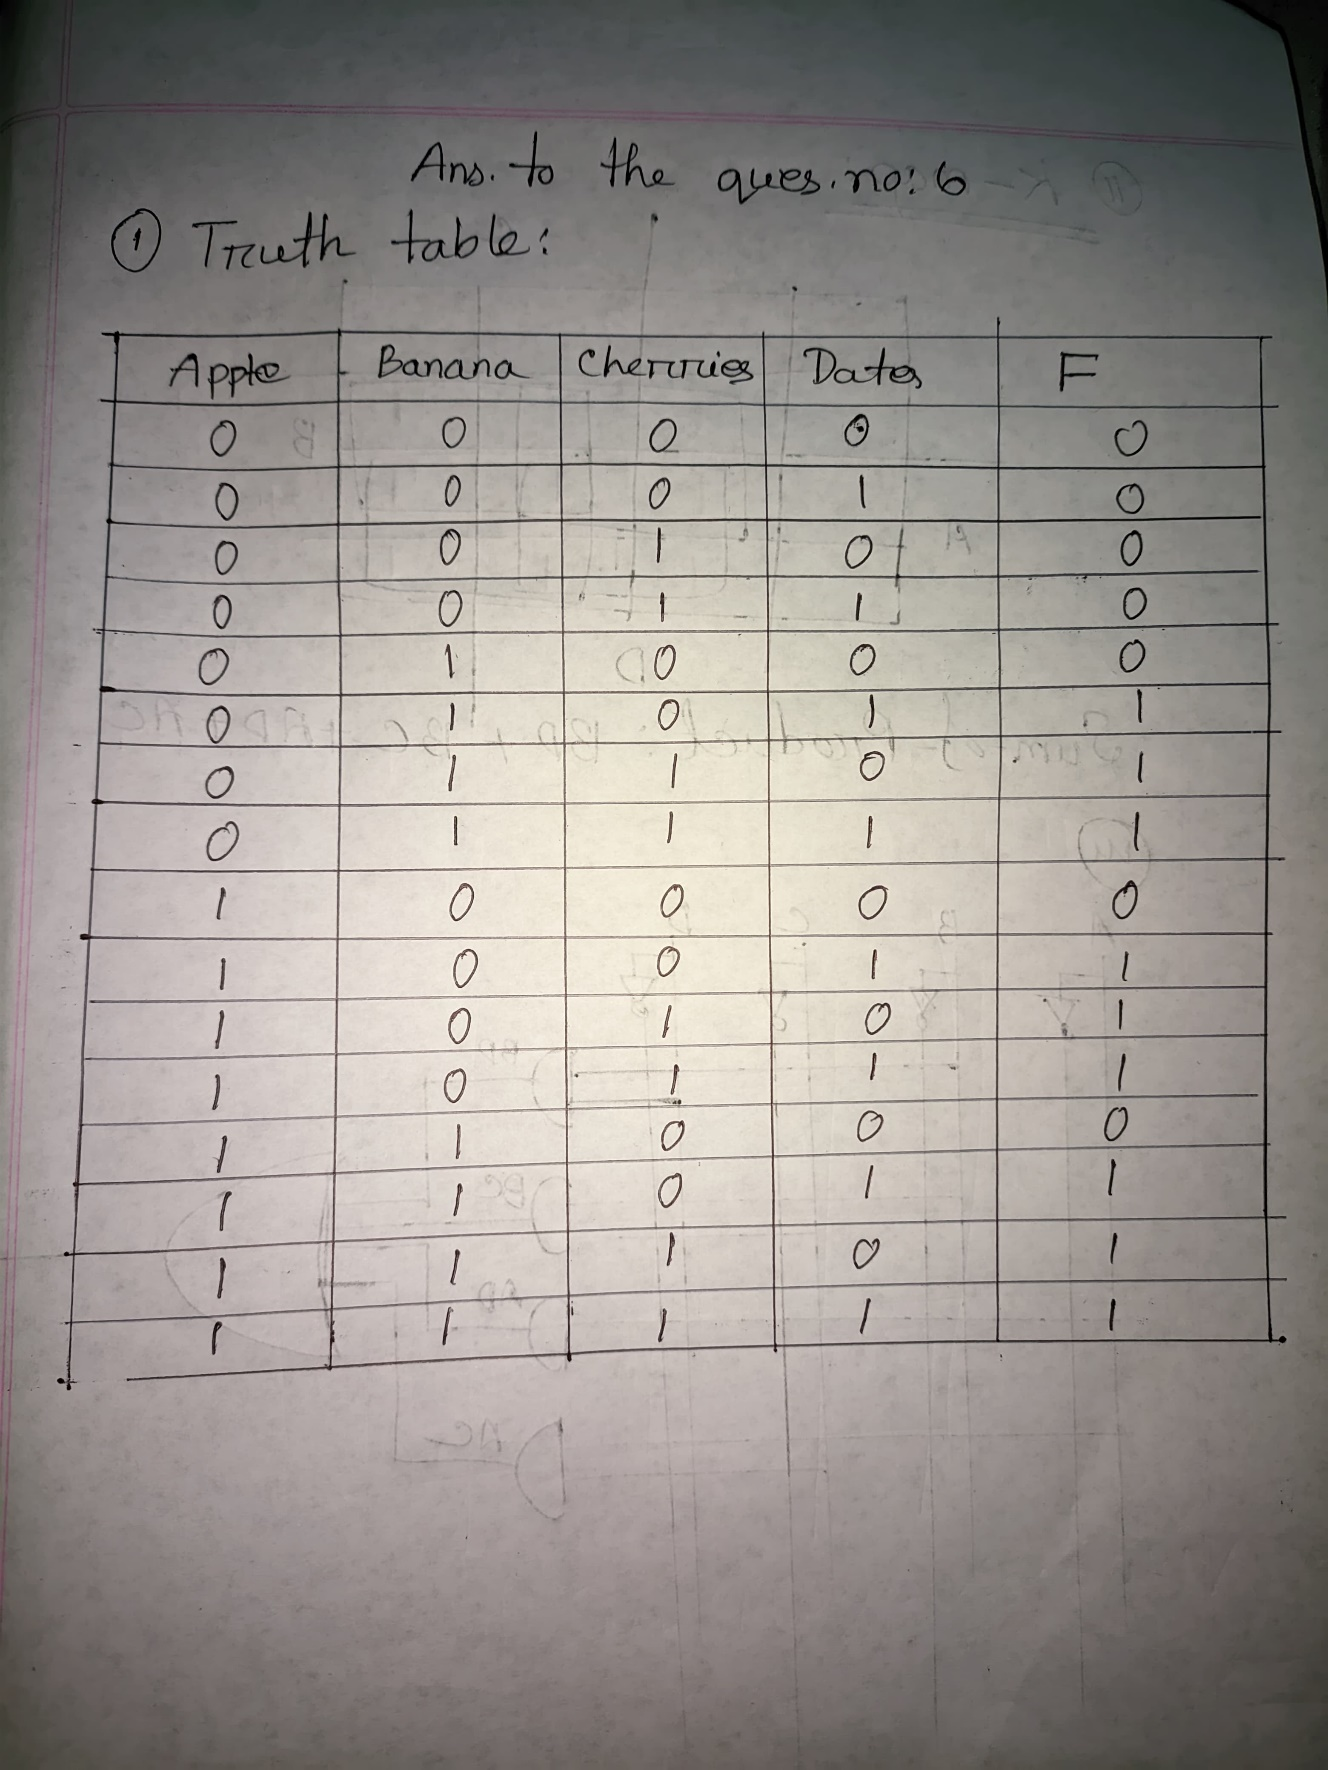 Ans. to the ques. no: 6
① Truth table:
Apple Banana Cherries Dates F
0 0 0 0 0
0 0 0 1 0
0 0 1 0 0
0 0 1 1 0
0 1 0 0 0
0 1 0 1 1
0 1 1 0 1
0 1 1 1 1
1 0 0 0 0
1 0 0 1 1
1 0 1 0 1
1 0 1 1 1
1 1 0 0 0
1 1 0 1 1
1 1 1 0 1
1 1 1 1 1